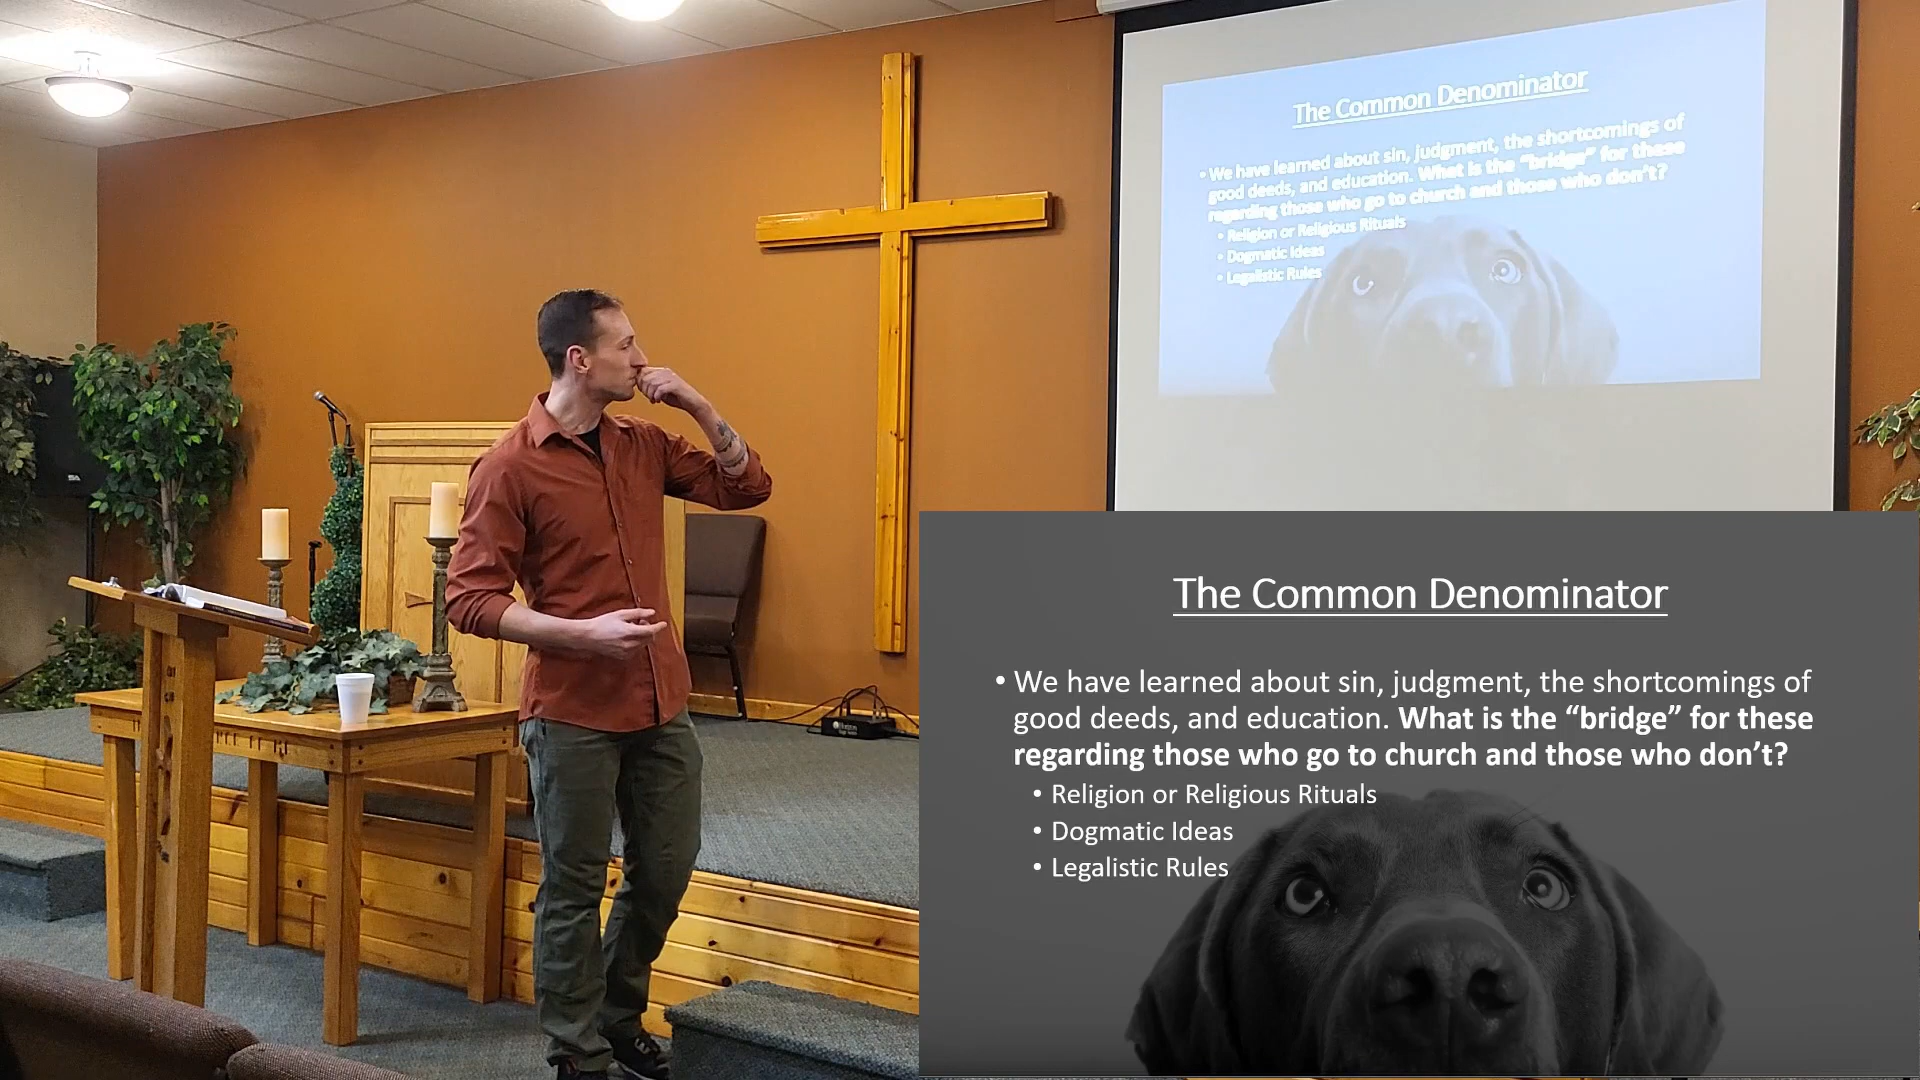 The Common Denominator
• We have learned about sin, judgment, the shortcomings of
good deeds, and education. What is the “bridge” for these
regarding those who go to church and those who don’t?
• Religion or Religious Rituals
• Dogmatic Ideas
• Legalistic Rules
The Common Denominator
• We have learned about sin, judgment, the shortcomings of
good deeds, and education. What is the “bridge” for these
regarding those who go to church and those who don’t?
• Religion or Religious Rituals
• Dogmatic Ideas
• Legalistic Rules